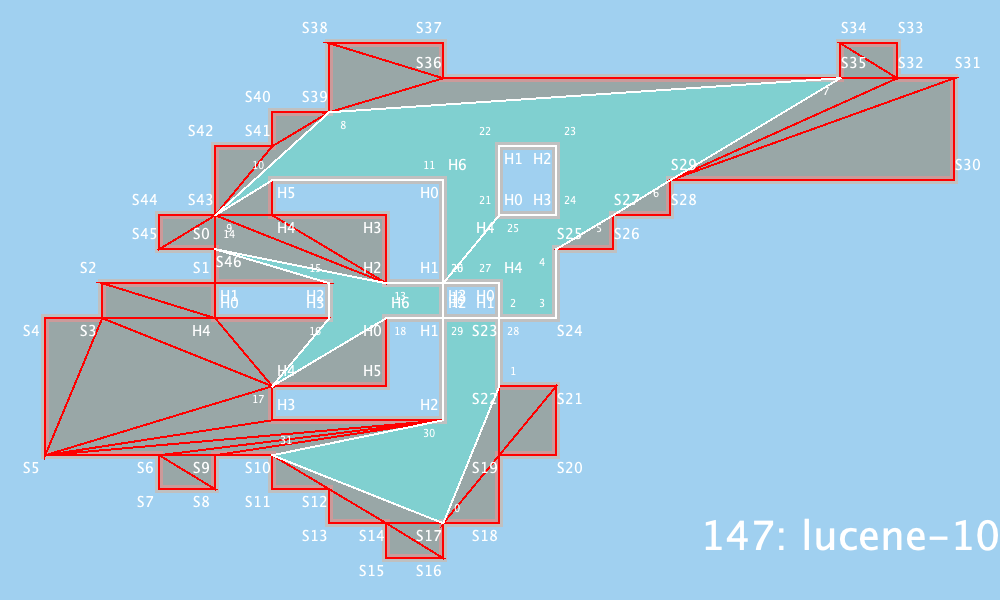 S38 S37 S34 S33
S36 S35 S32 S31
7
S40 S39
8
S42 S41 22 23
10 11 H6 H1 H2 S29 S30
H5 H0 6
S44 S43 21 H0 H3 S27 S28
9 H4 H3 H4 25 24 5
S45 S0 14 S25 S26
S46 4
S2 S1 15 H2 H1 26 27 H4
H1 H2 13 H0
H0 H3 H6 H2 H1 2 3
S4 S3 H4 16 H0 18 H1 29 S23 28 S24
H4 H5 1
17 H3 H2 S22 S21
31 30
S5 S6 S9 S10 S19 S20
S7 S8 S11 S12
0
S13 S14 S17 S18
147: lucene-10
S15 S16